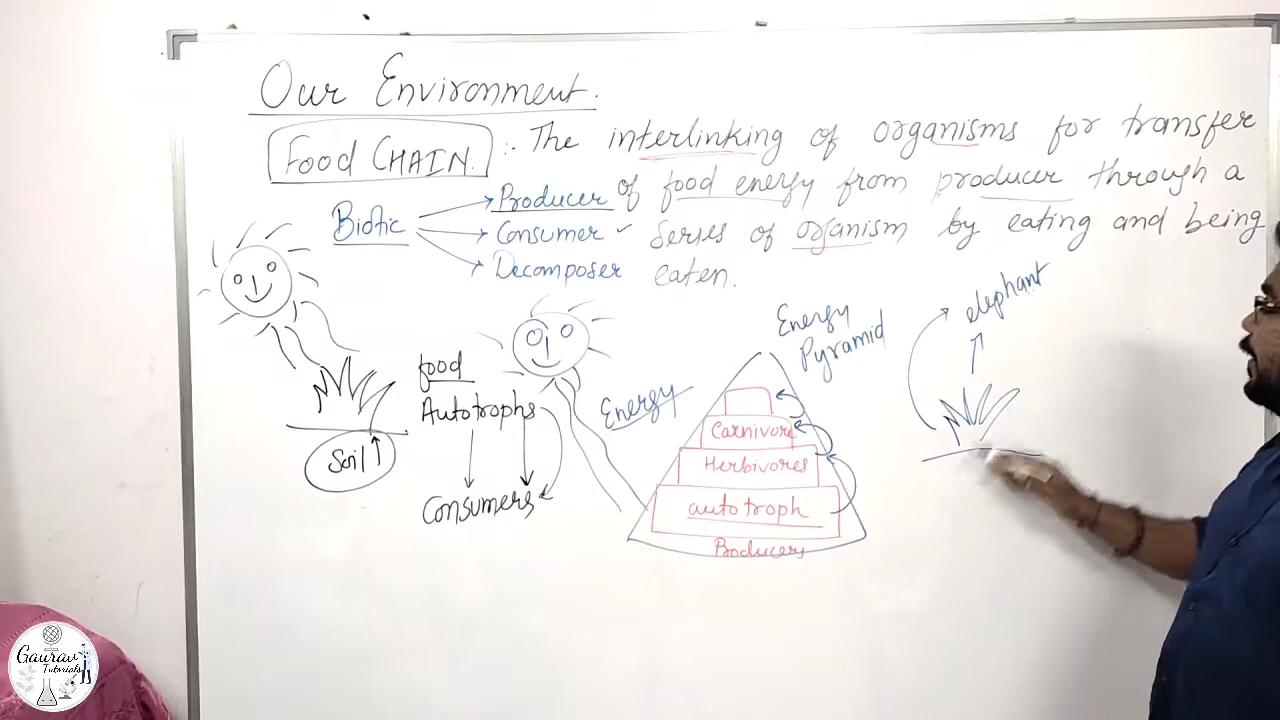 Our Environment.
Food CHAIN. :- The interlinking of organisms for transfer
of food energy from producer through a
series of organism by eating and being
eaten.
Biotic
Producer
Consumer ✓
Decomposer
Soil ↑
food
Autotrophs
Consumers
Energy
Energy
Pyramid
Carnivore
Herbivores
autotroph
Producers
elephant
Gaurav
Tutorials